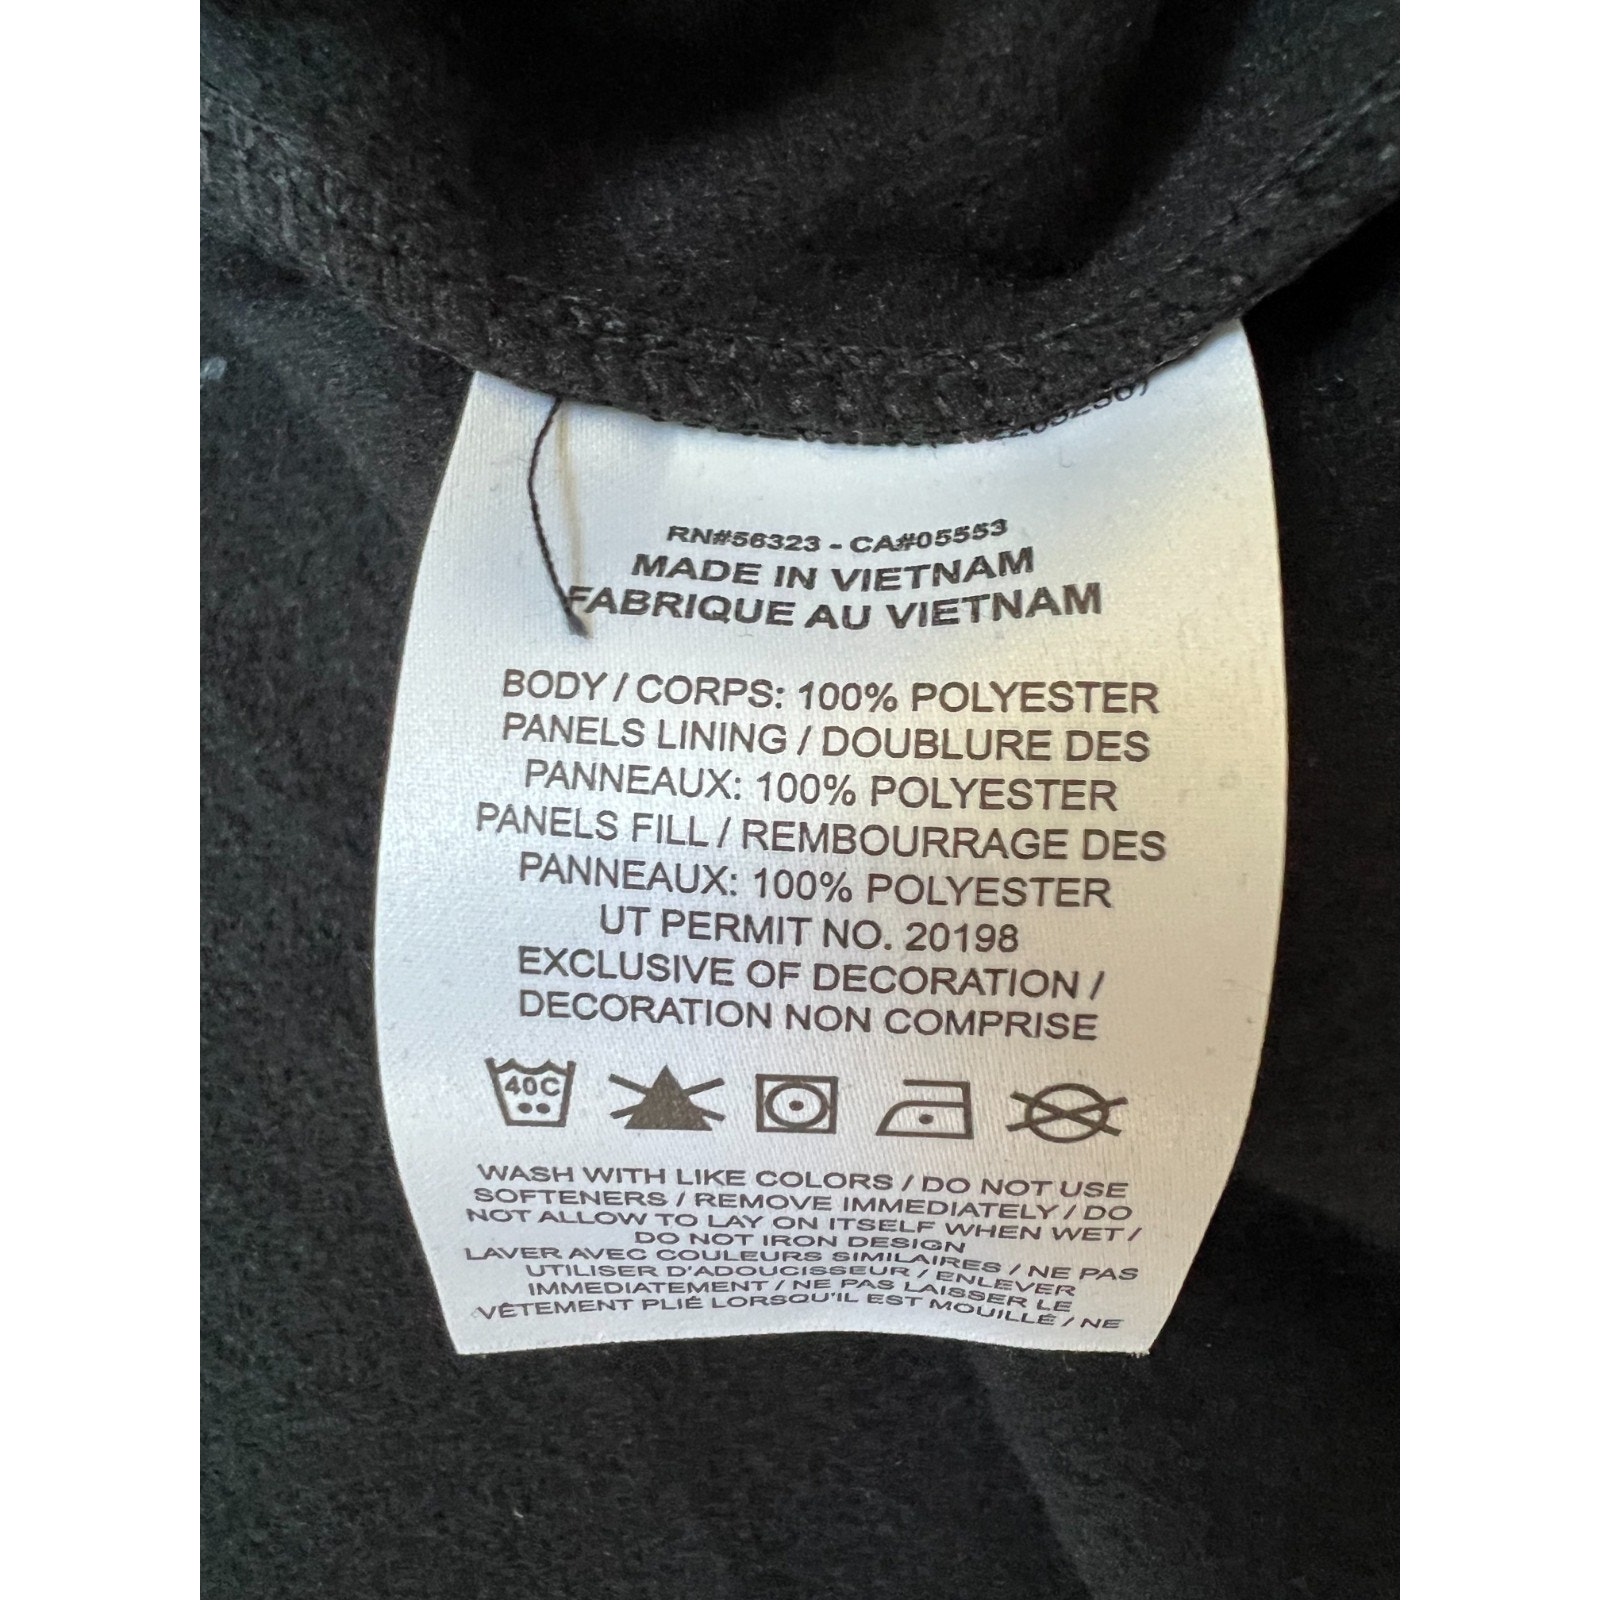 RN#56323 - CA#05553
MADE IN VIETNAM
FABRIQUE AU VIETNAM
BODY / CORPS: 100% POLYESTER
PANELS LINING / DOUBLURE DES
PANNEAUX: 100% POLYESTER
PANELS FILL / REMBOURRAGE DES
PANNEAUX: 100% POLYESTER
UT PERMIT NO. 20198
EXCLUSIVE OF DECORATION /
DECORATION NON COMPRISE
40C
WASH WITH LIKE COLORS / DO NOT USE
SOFTENERS / REMOVE IMMEDIATELY / DO
NOT ALLOW TO LAY ON ITSELF WHEN WET /
DO NOT IRON DESIGN
LAVER AVEC COULEURS SIMILAIRES / NE PAS
UTILISER D'ADOUCISSEUR / ENLEVER
IMMEDIATEMENT / NE PAS LAISSER LE
VÊTEMENT PLIÉ LORSQU'IL EST MOUILLÉ / NE